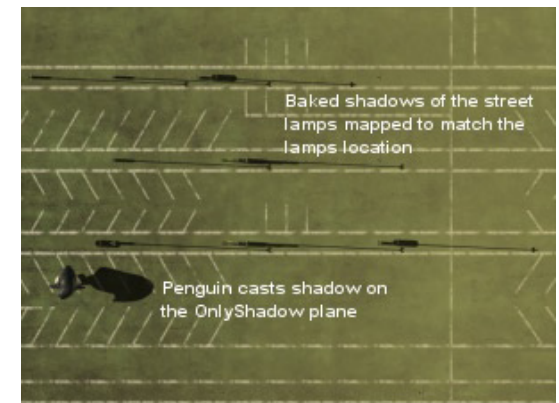 Baked shadows of the street
lamps mapped to match the
lamps location
Penguin casts shadow on
the OnlyShadow plane